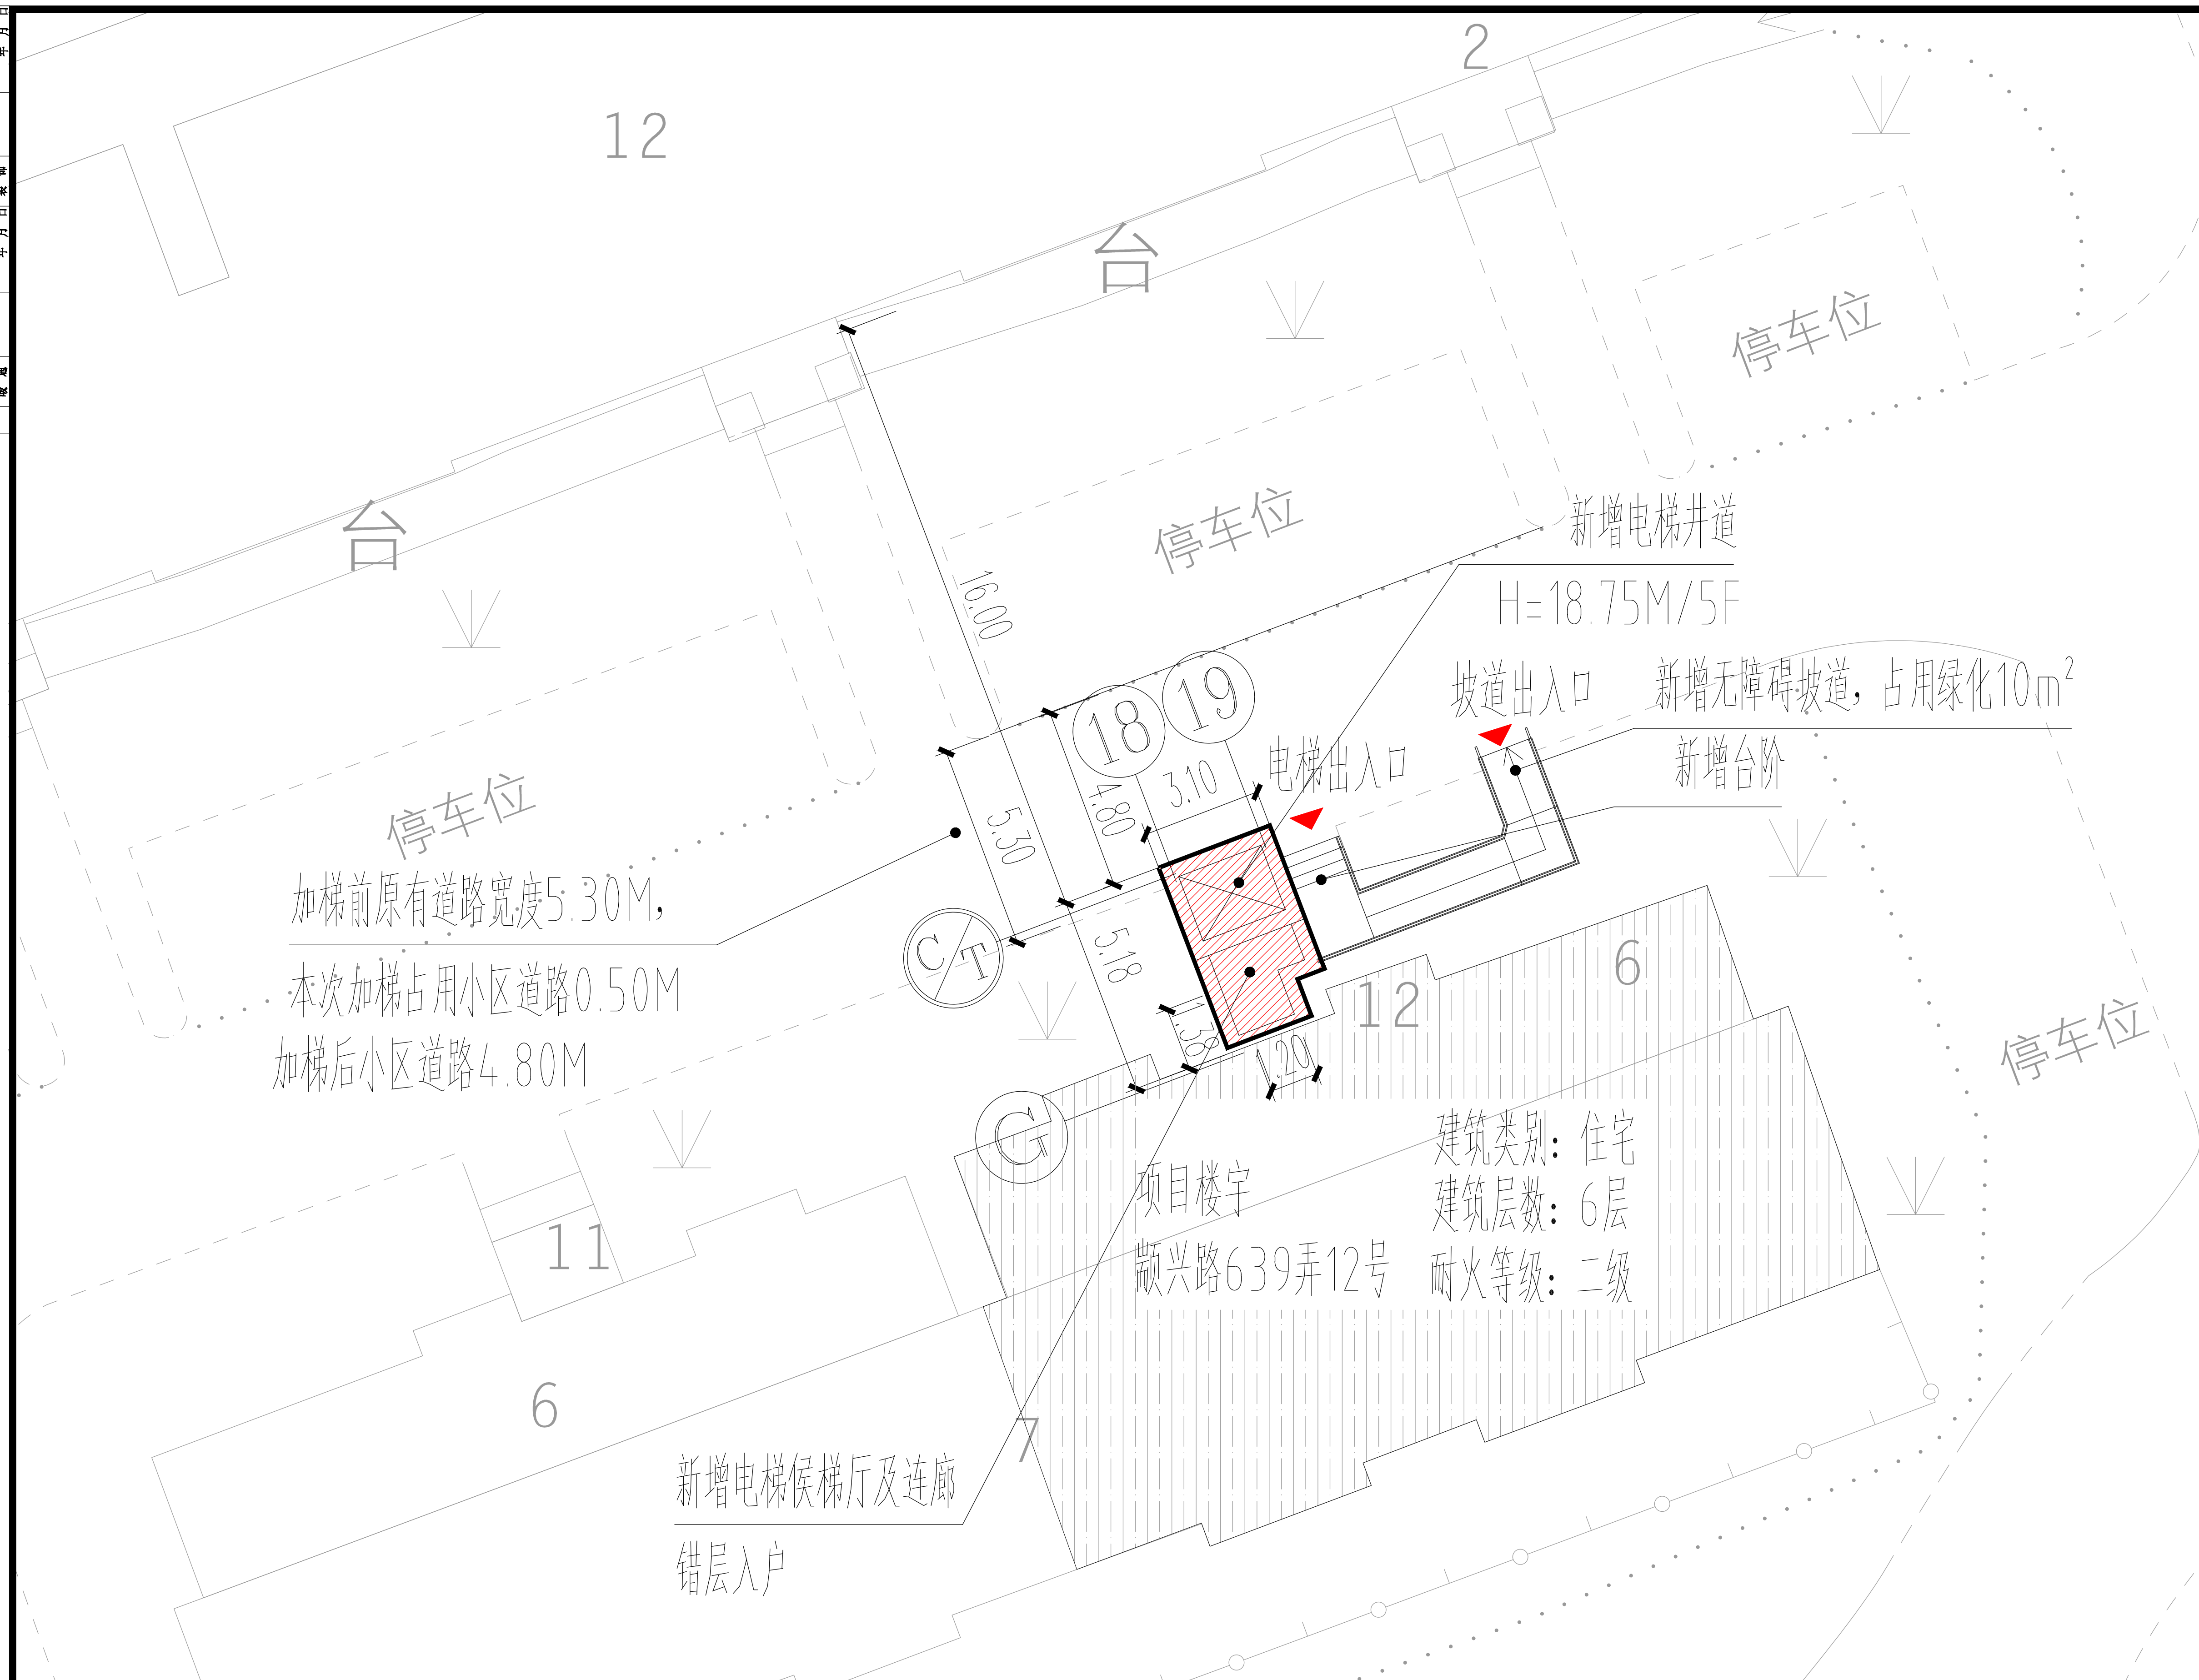 2
12
台
台
停车位
停车位
停车位
停车位
新增电梯井道
H=18.75M/5F
16.00
18
19
坡道出入口
新增无障碍坡道，占用绿化10m²
新增台阶
电梯出入口
3.10
4.80
5.30
加梯前原有道路宽度5.30M，
本次加梯占用小区道路0.50M
加梯后小区道路4.80M
C
T
5.18
1.38
1.20
12
6
C
T
项目楼宇
颛兴路639弄12号
建筑类别：住宅
建筑层数：6层
耐火等级：二级
11
6
7
新增电梯侯梯厅及连廊
错层入户